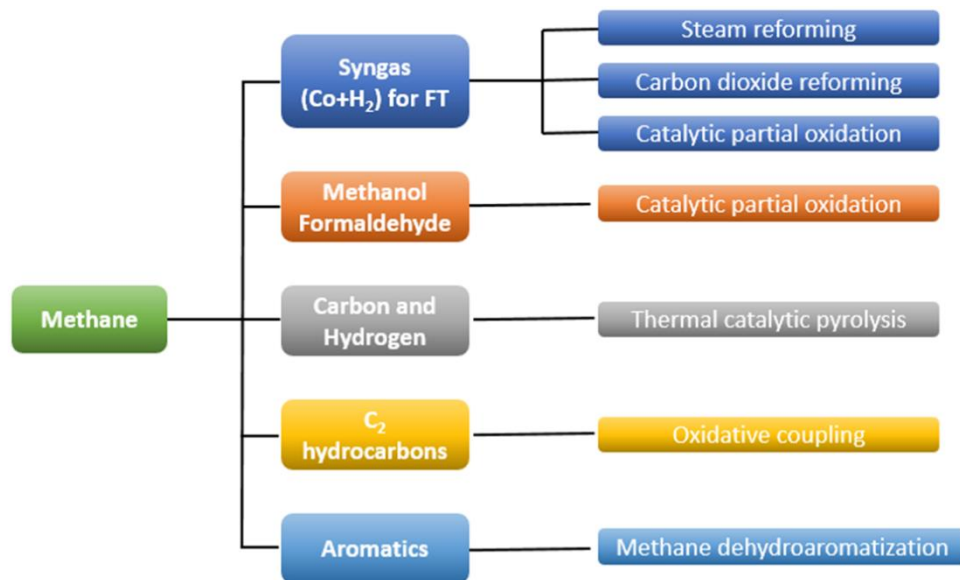 Steam reforming
Syngas
(Co+H₂) for FT
Carbon dioxide reforming
Catalytic partial oxidation
Methanol
Formaldehyde
Catalytic partial oxidation
Methane
Carbon and
Hydrogen
Thermal catalytic pyrolysis
C₂
hydrocarbons
Oxidative coupling
Aromatics
Methane dehydroaromatization